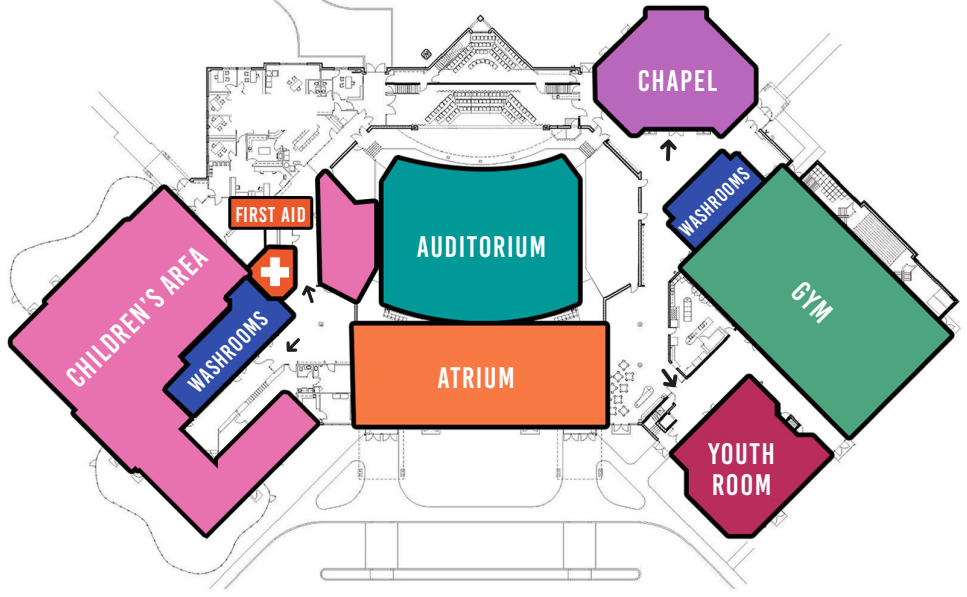 CHAPEL
WASHROOMS
FIRST AID
AUDITORIUM
CHILDREN'S AREA
GYM
WASHROOMS
ATRIUM
YOUTH
ROOM